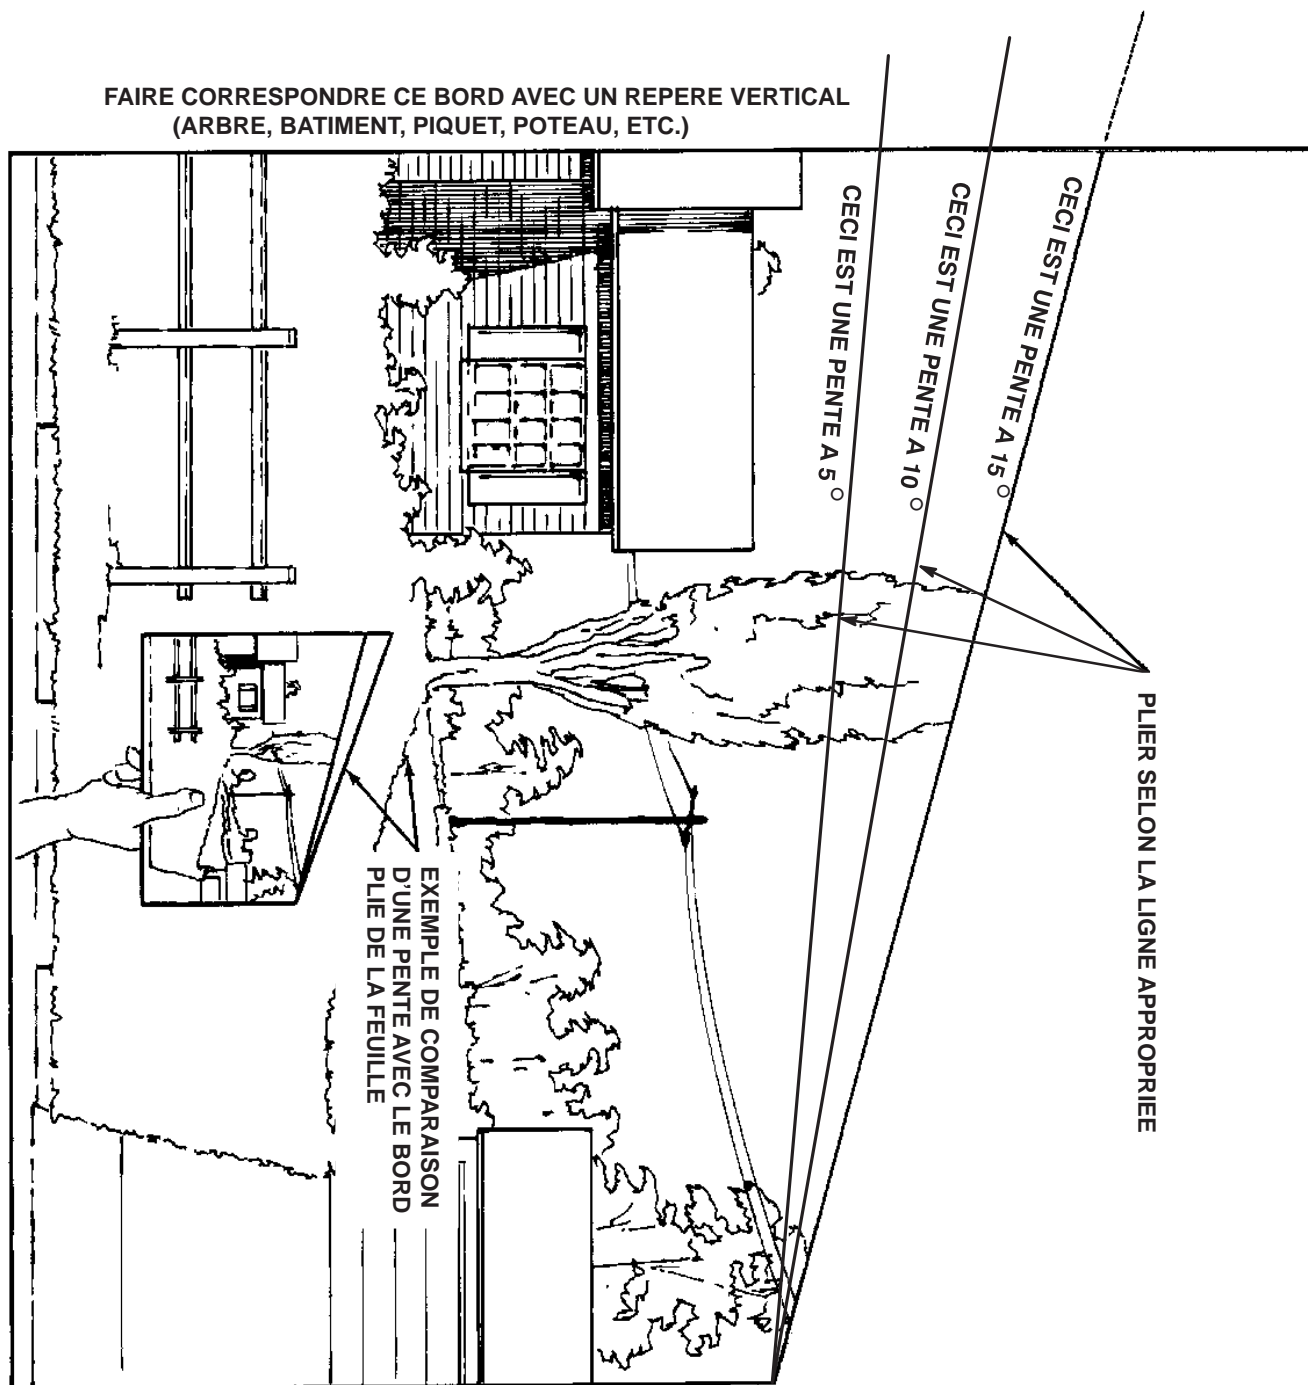 FAIRE CORRESPONDRE CE BORD AVEC UN REPERE VERTICAL
(ARBRE, BATIMENT, PIQUET, POTEAU, ETC.)
CECI EST UNE PENTE A 5°
CECI EST UNE PENTE A 10°
CECI EST UNE PENTE A 15°
PLIER SELON LA LIGNE APPROPRIEE
EXEMPLE DE COMPARAISON
D'UNE PENTE AVEC LE BORD
PLIE DE LA FEUILLE